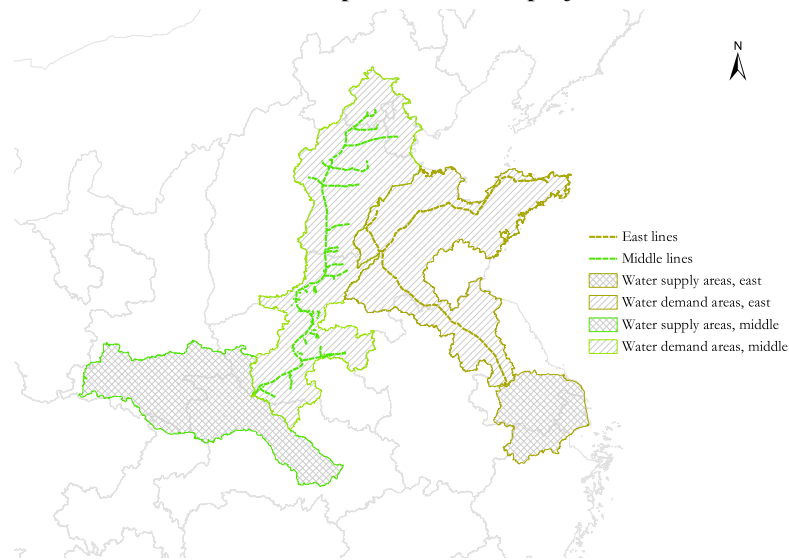 N
East lines
Middle lines
Water supply areas, east
Water demand areas, east
Water supply areas, middle
Water demand areas, middle